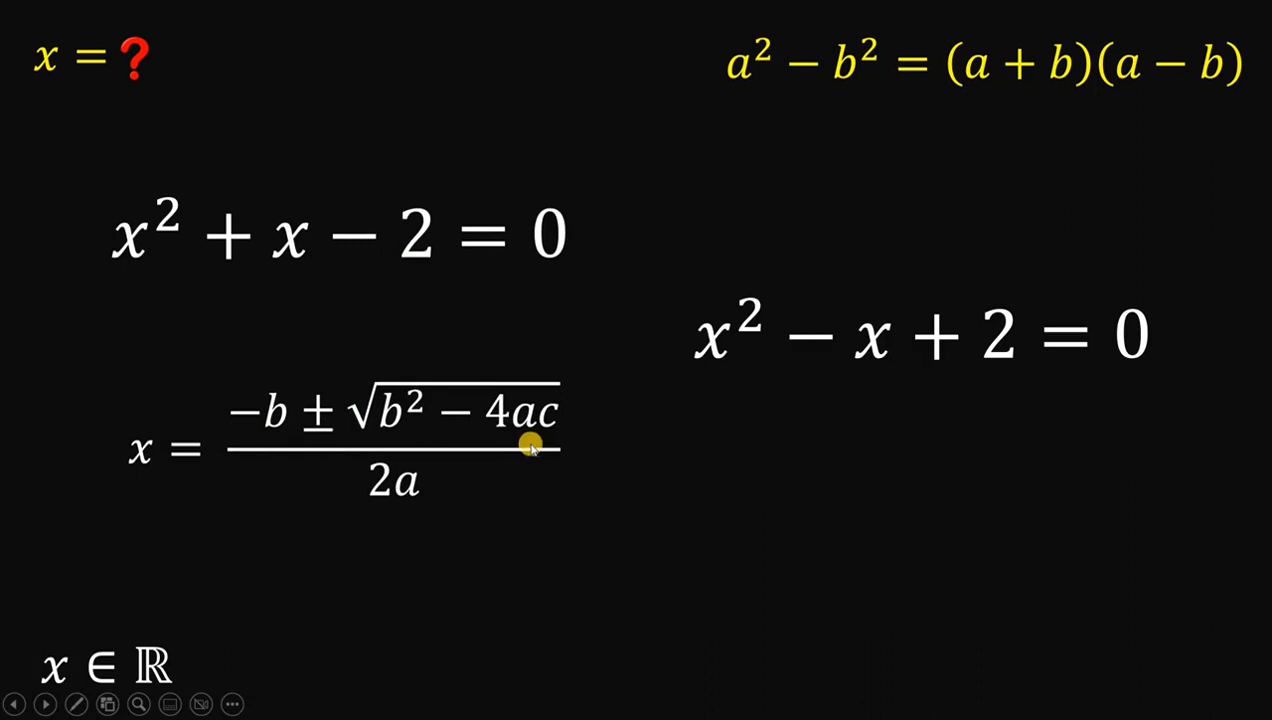 x = ❓
a² − b² = (a + b)(a − b)
x² + x − 2 = 0
x² − x + 2 = 0
x = (−b ± √(b² − 4ac)) / 2a
x ∈ ℝ